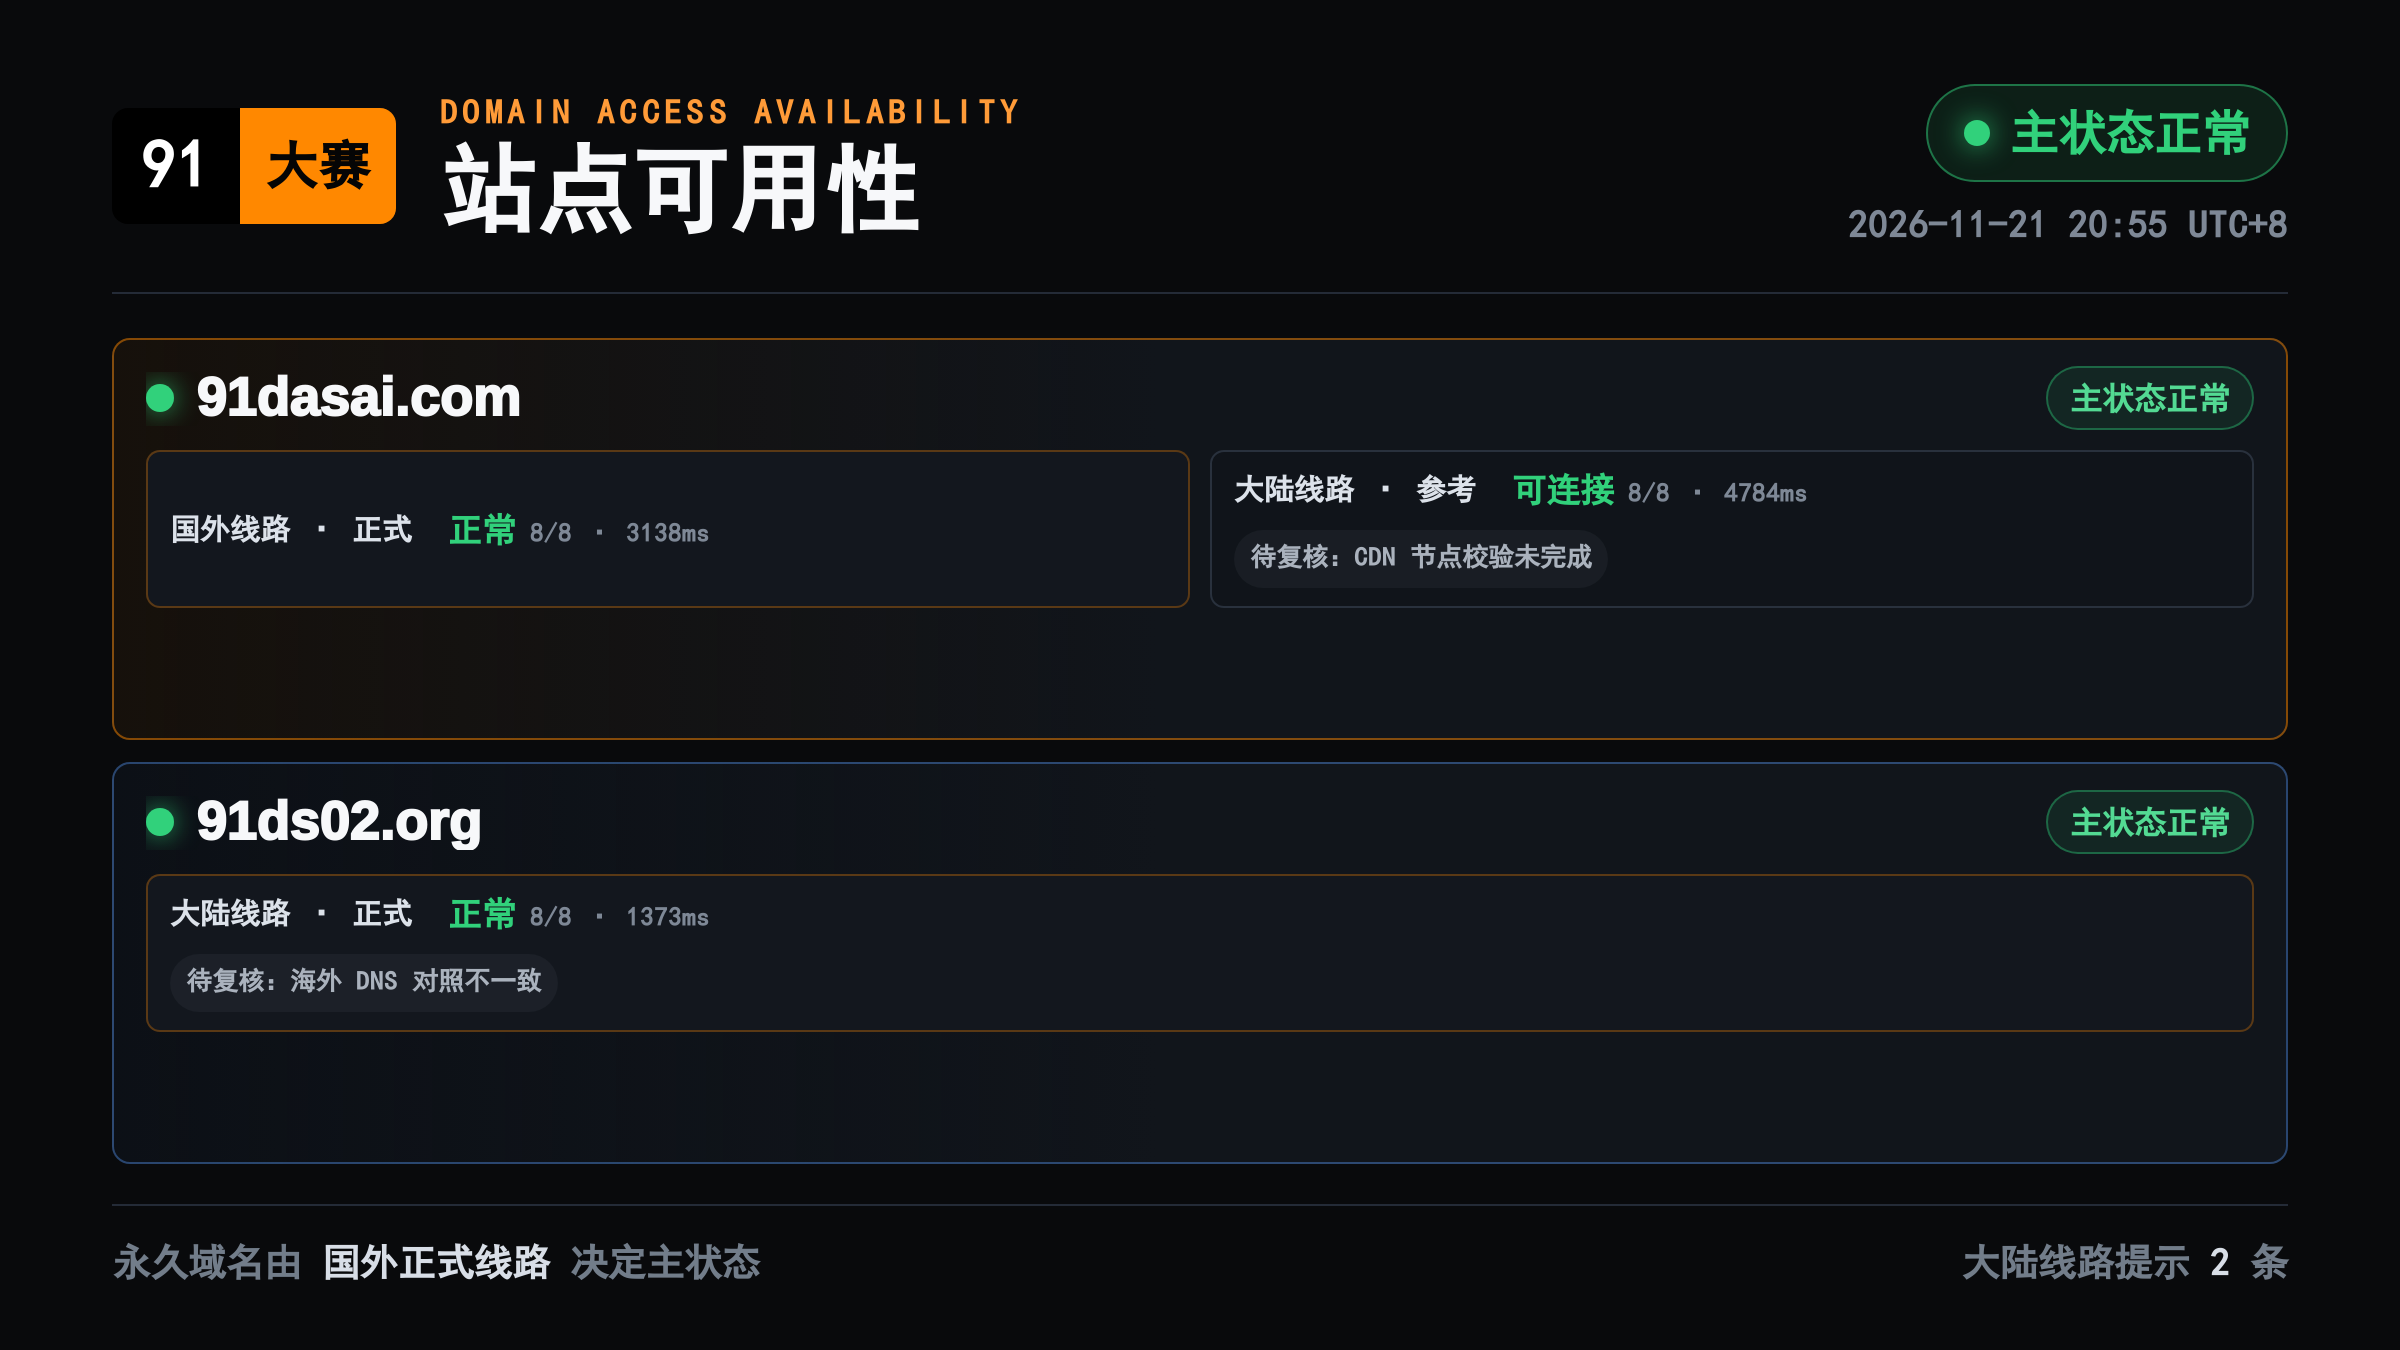 91 大赛
DOMAIN ACCESS AVAILABILITY
站点可用性
主状态正常
2026-11-21 20:55 UTC+8
91dasai.com
主状态正常
国外线路 · 正式 正常 8/8 · 3138ms
大陆线路 · 参考 可连接 8/8 · 4784ms
待复核: CDN 节点校验未完成
91ds02.org
主状态正常
大陆线路 · 正式 正常 8/8 · 1373ms
待复核: 海外 DNS 对照不一致
永久域名由 国外正式线路 决定主状态
大陆线路提示 2 条